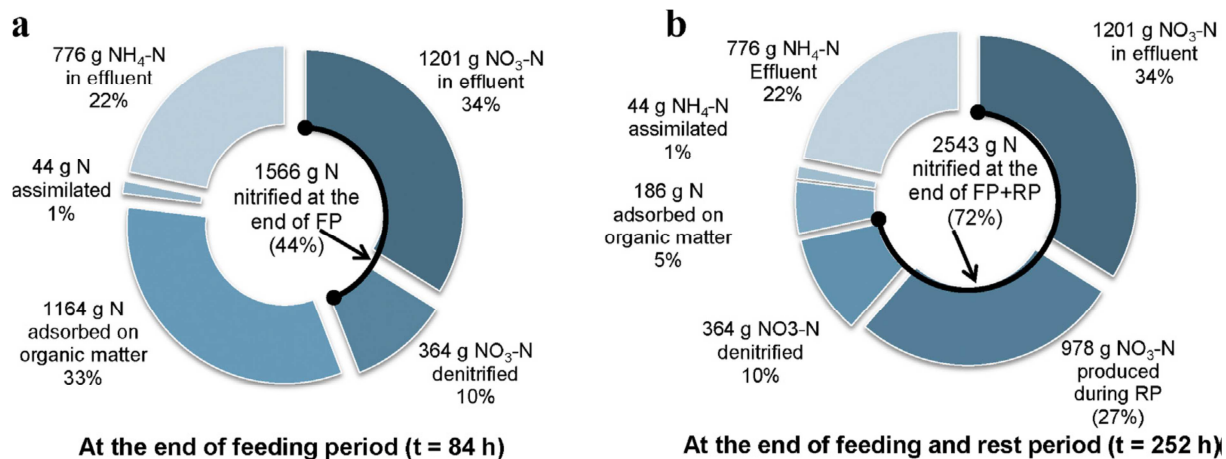 a
776 g NH₄-N
in effluent
22%
1201 g NO₃-N
in effluent
34%
44 g N
assimilated
1%
1566 g N
nitrified at the
end of FP
(44%)
1164 g N
adsorbed on
organic matter
33%
364 g NO₃-N
denitrified
10%
At the end of feeding period (t = 84 h)
b
776 g NH₄-N
Effluent
22%
1201 g NO₃-N
in effluent
34%
44 g NH₄-N
assimilated
1%
2543 g N
nitrified at the
end of FP+RP
(72%)
186 g N
adsorbed on
organic matter
5%
364 g NO3-N
denitrified
10%
978 g NO₃-N
produced
during RP
(27%)
At the end of feeding and rest period (t = 252 h)